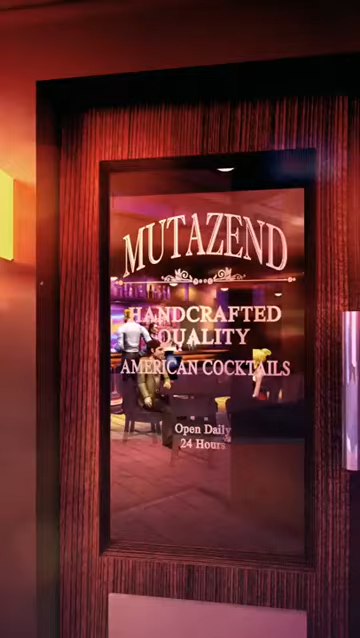 MUTAZEND
HANDCRAFTED
QUALITY
AMERICAN COCKTAILS
Open Daily
24 Hours